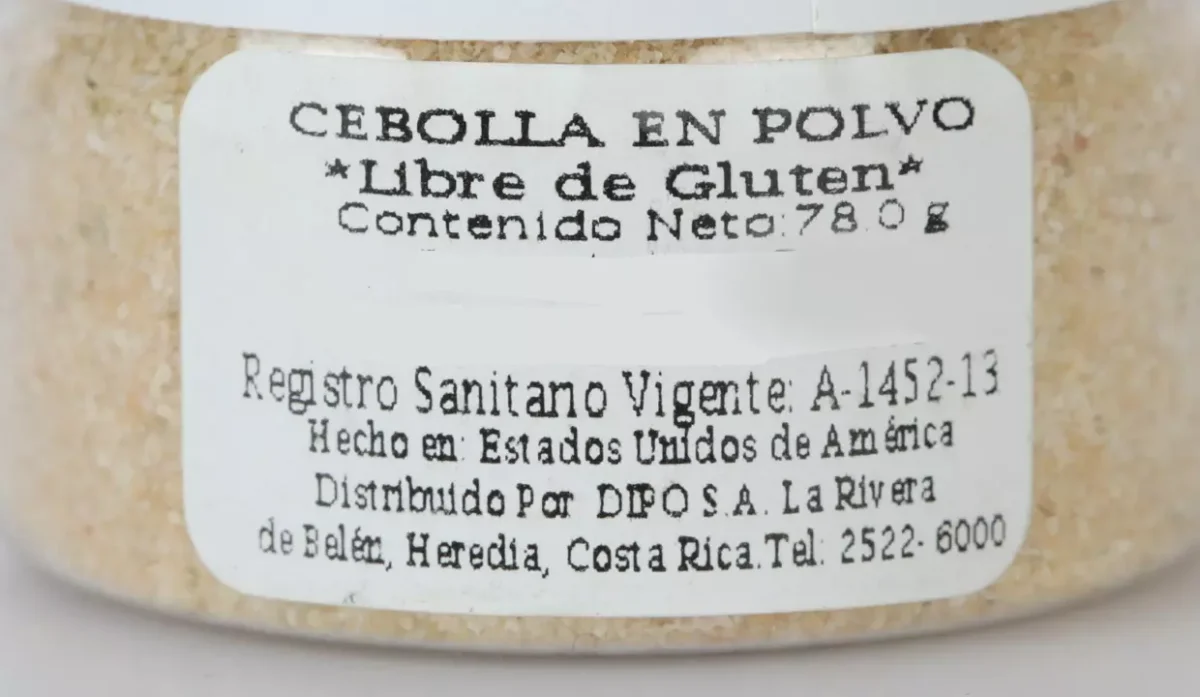 CEBOLLA EN POLVO
*Libre de Gluten*
Contenido Neto:78.0 g
Registro Sanitario Vigente: A-1452-13
Hecho en: Estados Unidos de América
Distribuido Por DIPO S.A. La Rivera
de Belén, Heredia, Costa Rica. Tel: 2522-6000